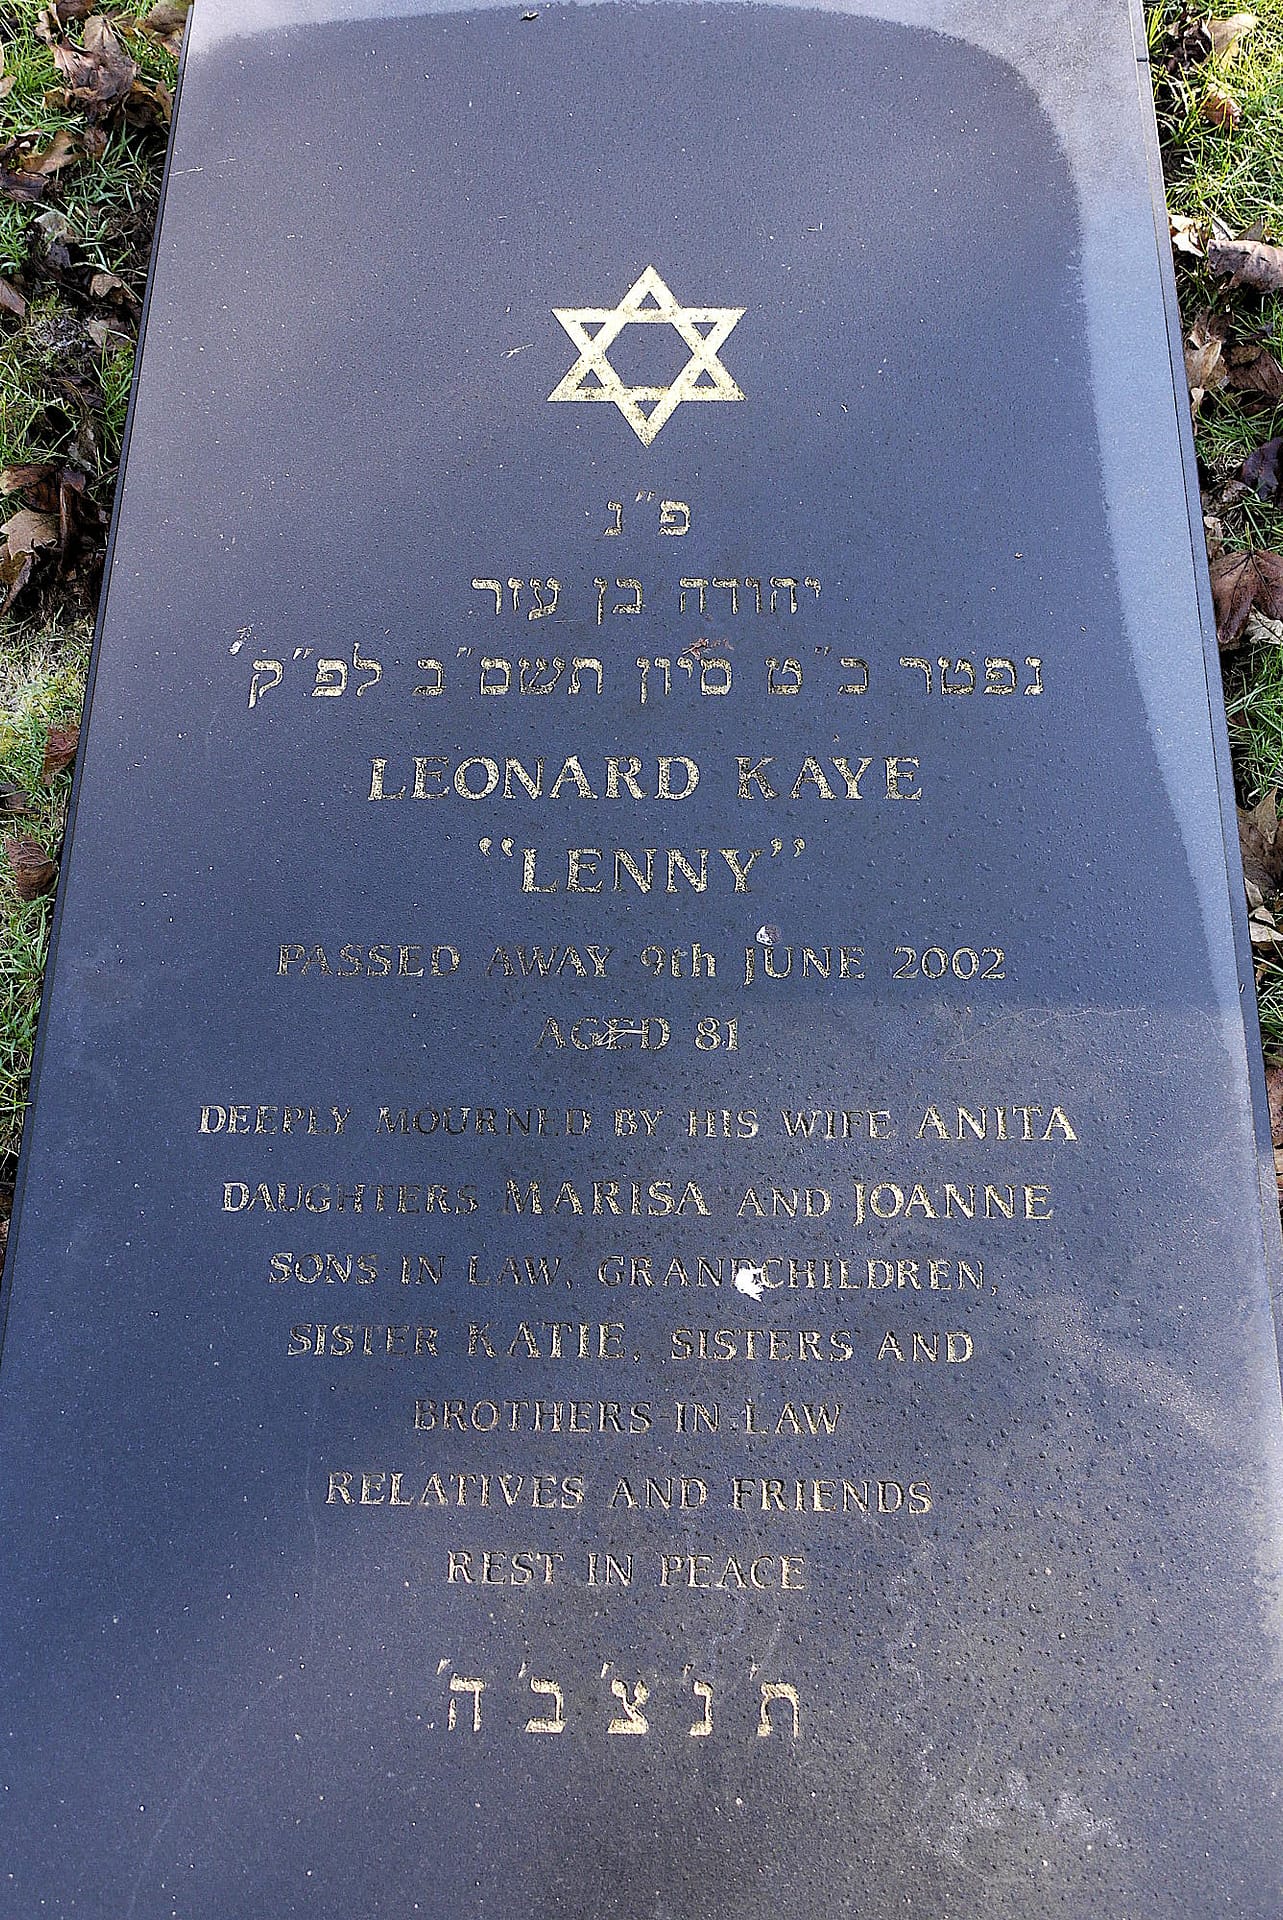 פ"נ
יהודה בן עזר
נפטר כ"ט סיון תשס"ב לפ"ק
LEONARD KAYE
"LENNY"
PASSED AWAY 9th JUNE 2002
AGED 81
DEEPLY MOURNED BY HIS WIFE ANITA
DAUGHTERS MARISA AND JOANNE
SONS-IN-LAW, GRANDCHILDREN,
SISTER KATIE, SISTERS AND
BROTHERS-IN-LAW
RELATIVES AND FRIENDS
REST IN PEACE
ת' נ' צ' ב' ה'